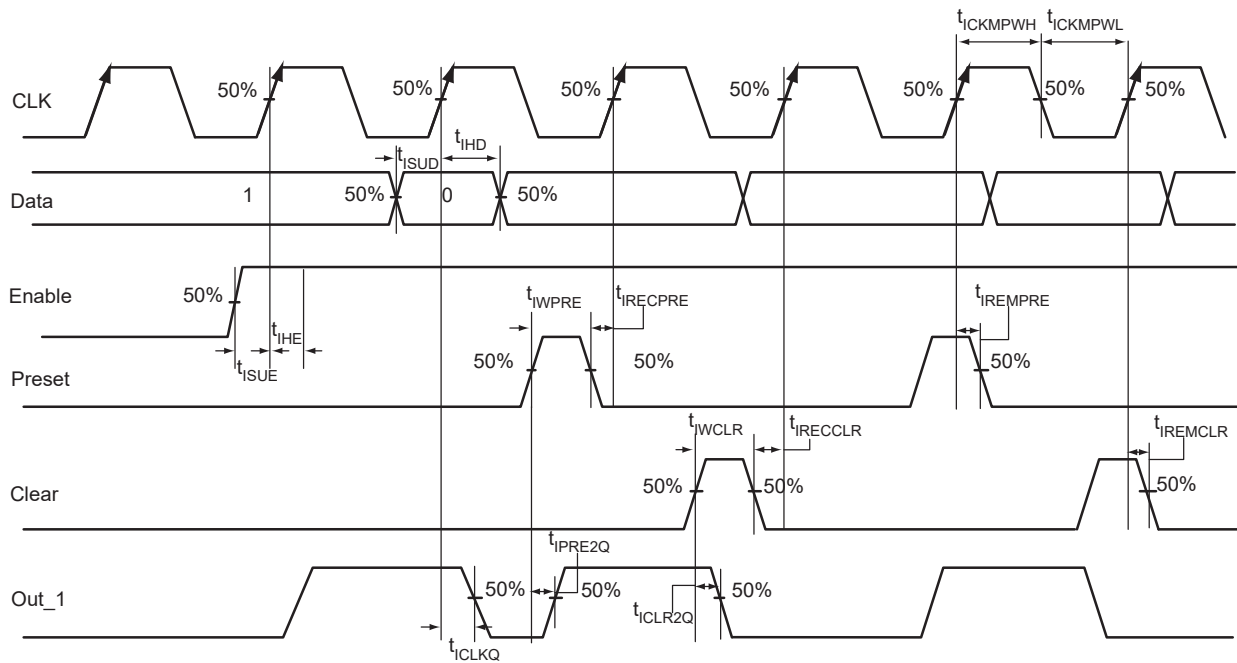 tICKMPWH tICKMPWL
CLK 50% 50% 50% 50% 50% 50% 50%
tISUD tIHD
Data 1 50% 0 50%
Enable 50% tIHE tISUE
tIWPRE tIRECPRE tIREMPRE
Preset 50% 50% 50%
tIWCLR tIRECCLR tIREMCLR
Clear 50% 50% 50%
tIPRE2Q
Out_1 50% 50% 50%
tICLR2Q
tICLKQ